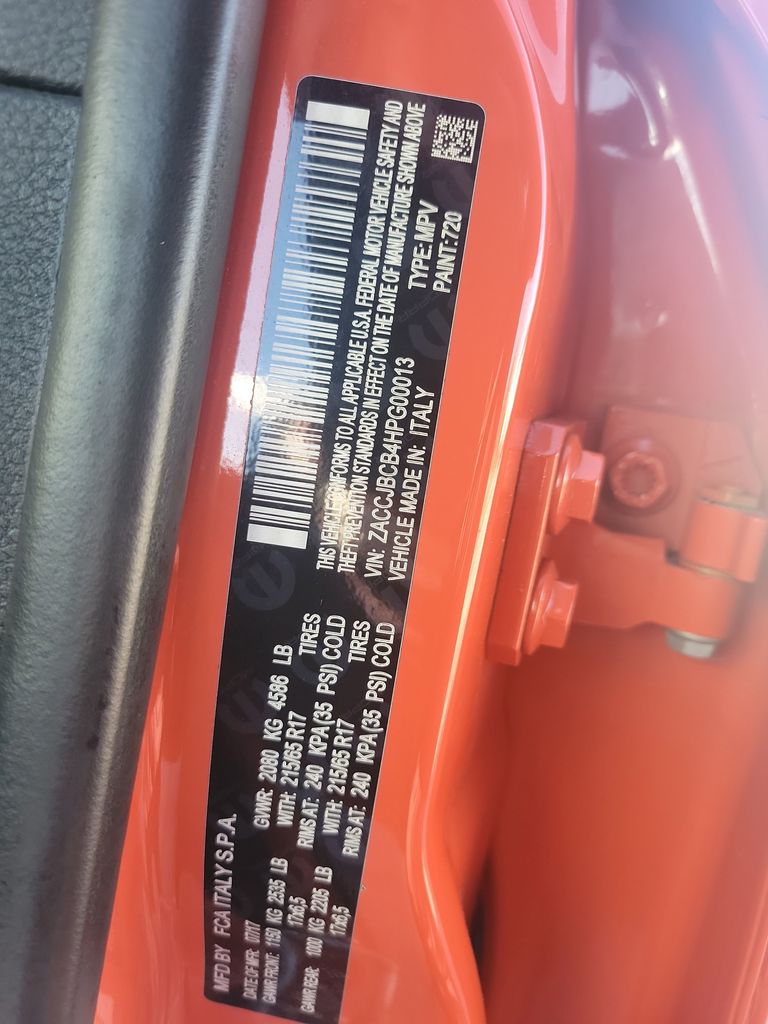 MFD BY FCA ITALY S.P.A.
DATE OF MFR: 07/17 GVWR: 2080 KG 4586 LB
GAWR FRONT: 1150 KG 2535 LB WITH: 215/65 R17 TIRES
17x6,5 RIMS AT: 240 KPA(35 PSI) COLD
GAWR REAR: 1000 KG 2205 LB WITH: 215/65 R17 TIRES
17x6,5 RIMS AT: 240 KPA(35 PSI) COLD
THIS VEHICLE CONFORMS TO ALL APPLICABLE U.S.A. FEDERAL MOTOR VEHICLE SAFETY AND
THEFT PREVENTION STANDARDS IN EFFECT ON THE DATE OF MANUFACTURE SHOWN ABOVE
VIN: ZACCJBCB4HPG00013 TYPE: MPV
VEHICLE MADE IN: ITALY PAINT: 720